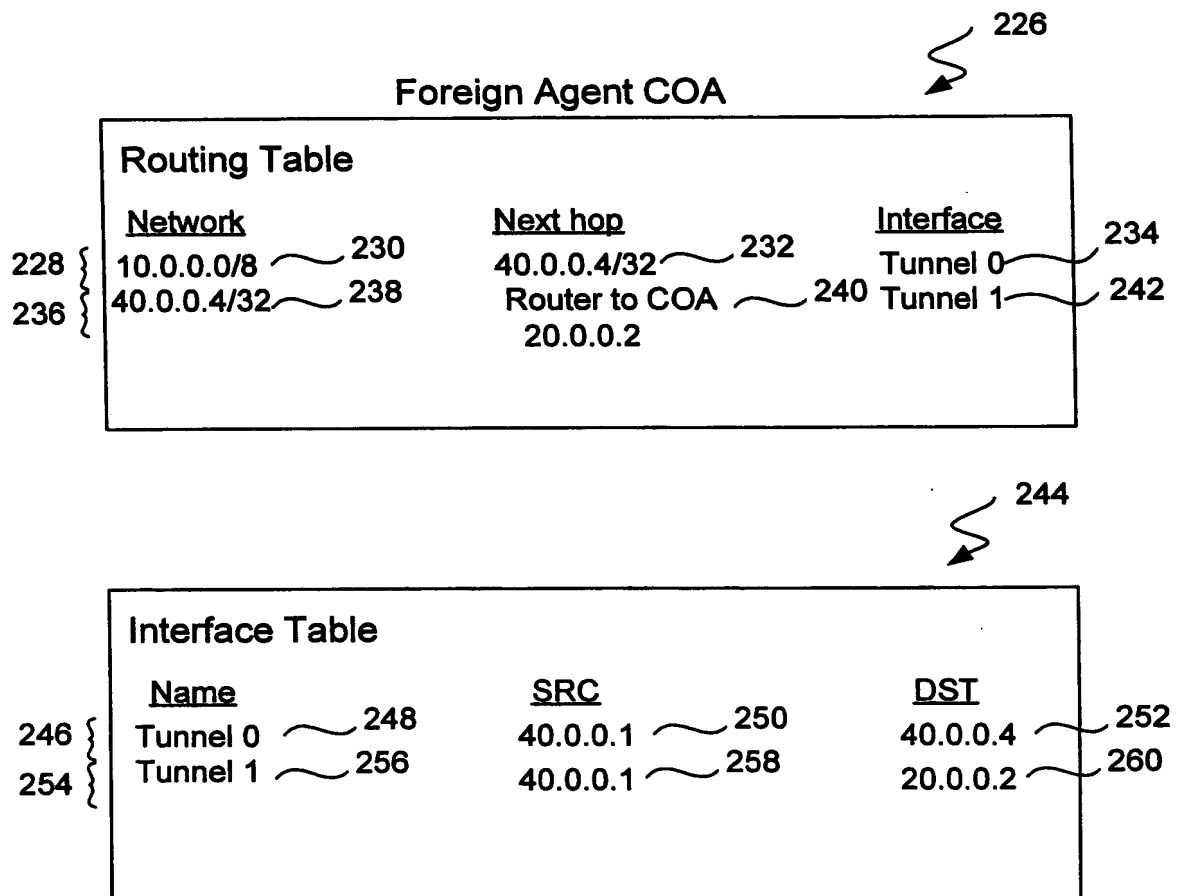 226
Foreign Agent COA
Routing Table
Network Next hop Interface
228 10.0.0.0/8 230 40.0.0.4/32 232 Tunnel 0 234
236 40.0.0.4/32 238 Router to COA 240 Tunnel 1 242
20.0.0.2
244
Interface Table
Name SRC DST
246 Tunnel 0 248 40.0.0.1 250 40.0.0.4 252
254 Tunnel 1 256 40.0.0.1 258 20.0.0.2 260